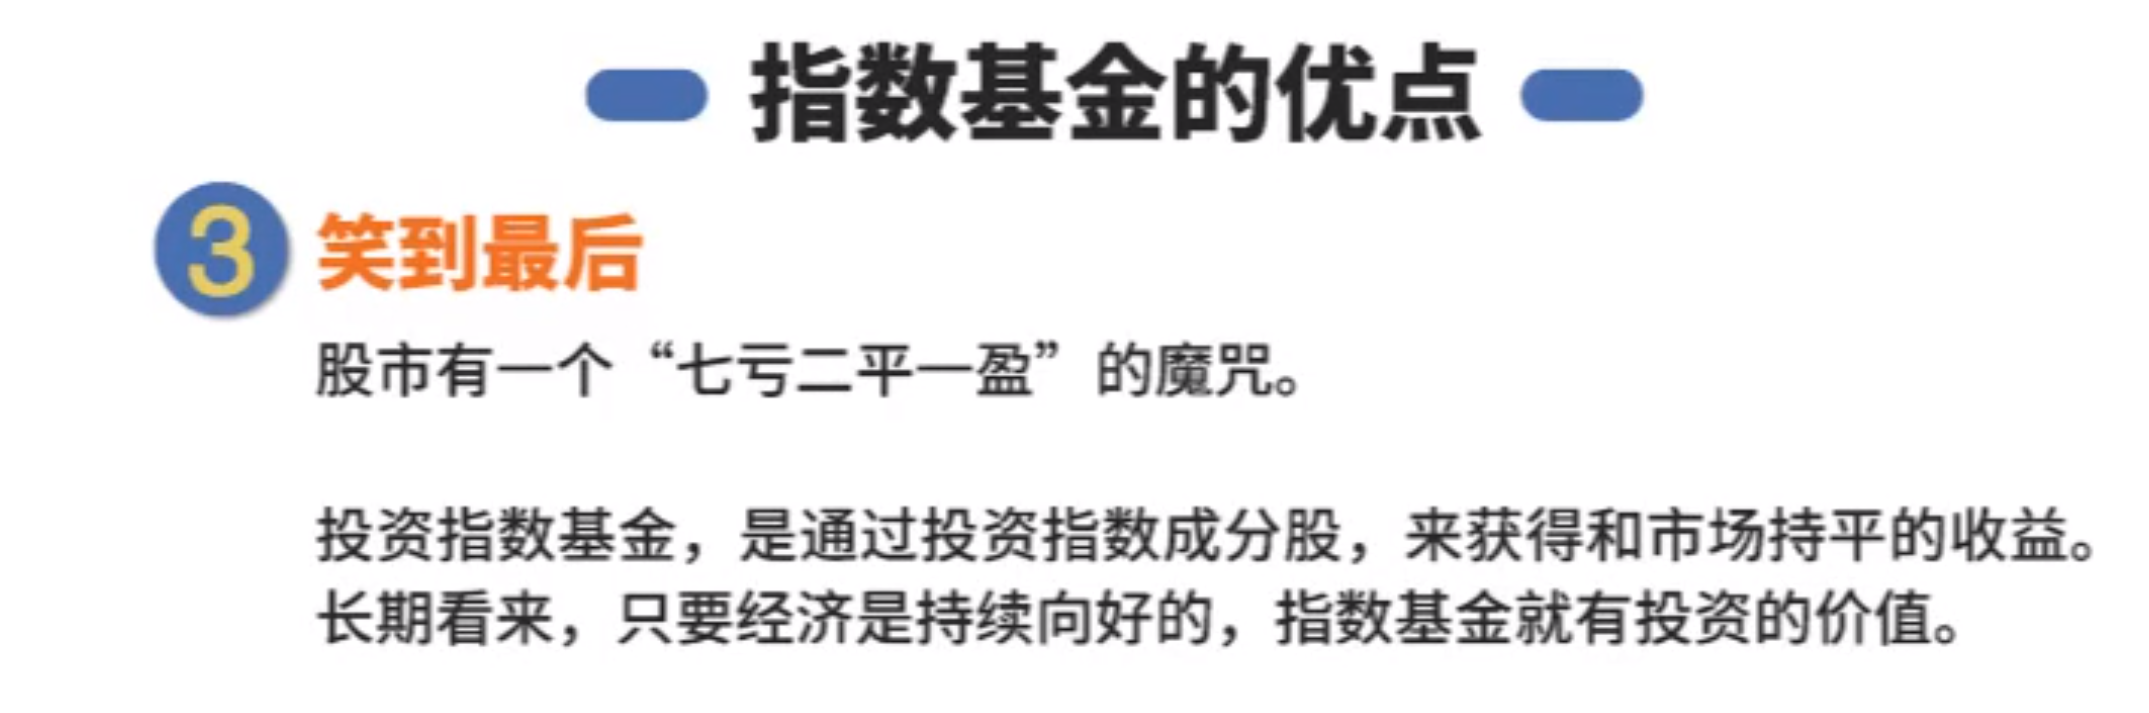 指数基金的优点
3 笑到最后
股市有一个“七亏二平一盈”的魔咒。
投资指数基金，是通过投资指数成分股，来获得和市场持平的收益。
长期看来，只要经济是持续向好的，指数基金就有投资的价值。